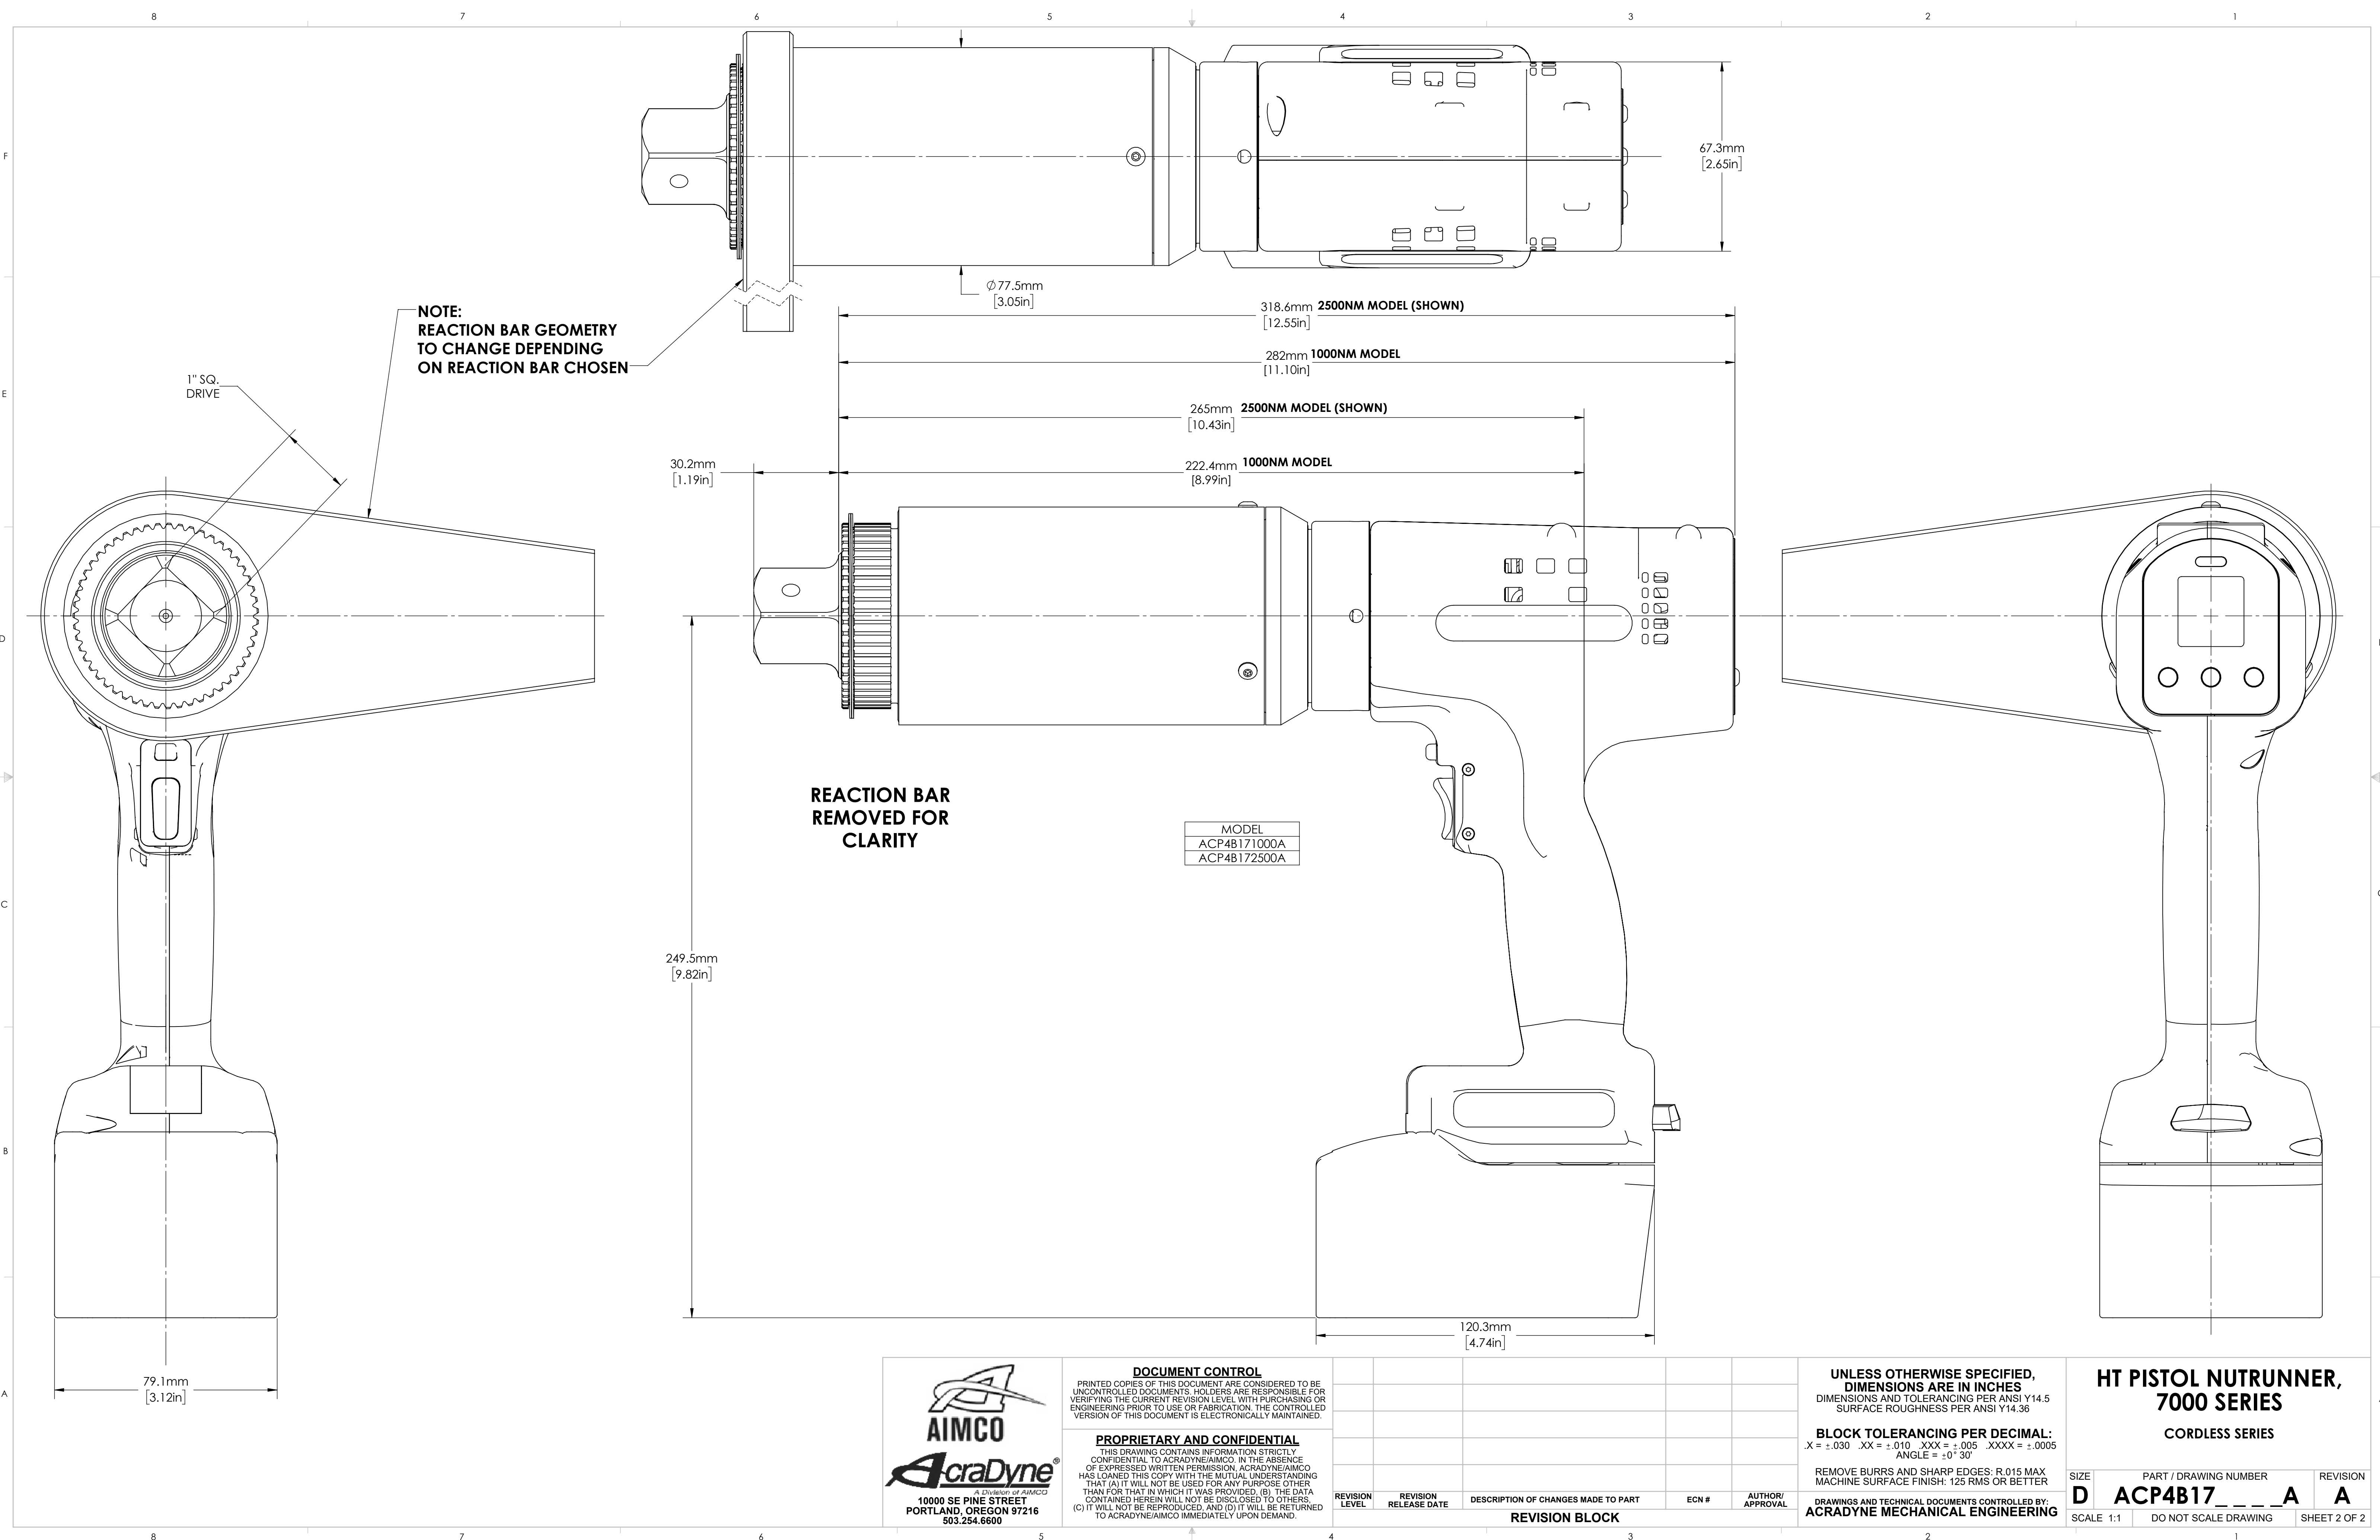 8 7 6 5 4 3 2 1
F
E
D
C
B
A
67.3mm
[2.65in]
⌀77.5mm
[3.05in]
318.6mm 2500NM MODEL (SHOWN)
[12.55in]
282mm 1000NM MODEL
[11.10in]
265mm 2500NM MODEL (SHOWN)
[10.43in]
222.4mm 1000NM MODEL
[8.99in]
30.2mm
[1.19in]
NOTE:
REACTION BAR GEOMETRY
TO CHANGE DEPENDING
ON REACTION BAR CHOSEN
1" SQ.
DRIVE
REACTION BAR
REMOVED FOR
CLARITY
MODEL
ACP4B171000A
ACP4B172500A
249.5mm
[9.82in]
120.3mm
[4.74in]
79.1mm
[3.12in]
AIMCO
AcraDyne®
A Division of AIMCO
10000 SE PINE STREET
PORTLAND, OREGON 97216
503.254.6600
DOCUMENT CONTROL
PRINTED COPIES OF THIS DOCUMENT ARE CONSIDERED TO BE
UNCONTROLLED DOCUMENTS. HOLDERS ARE RESPONSIBLE FOR
VERIFYING THE CURRENT REVISION LEVEL WITH PURCHASING OR
ENGINEERING PRIOR TO USE OR FABRICATION. THE CONTROLLED
VERSION OF THIS DOCUMENT IS ELECTRONICALLY MAINTAINED.
PROPRIETARY AND CONFIDENTIAL
THIS DRAWING CONTAINS INFORMATION STRICTLY
CONFIDENTIAL TO ACRADYNE/AIMCO. IN THE ABSENCE
OF EXPRESSED WRITTEN PERMISSION, ACRADYNE/AIMCO
HAS LOANED THIS COPY WITH THE MUTUAL UNDERSTANDING
THAT (A) IT WILL NOT BE USED FOR ANY PURPOSE OTHER
THAN FOR THAT IN WHICH IT WAS PROVIDED, (B) THE DATA
CONTAINED HEREIN WILL NOT BE DISCLOSED TO OTHERS,
(C) IT WILL NOT BE REPRODUCED, AND (D) IT WILL BE RETURNED
TO ACRADYNE/AIMCO IMMEDIATELY UPON DEMAND.
REVISION LEVEL
REVISION RELEASE DATE
DESCRIPTION OF CHANGES MADE TO PART
ECN #
AUTHOR/ APPROVAL
REVISION BLOCK
UNLESS OTHERWISE SPECIFIED,
DIMENSIONS ARE IN INCHES
DIMENSIONS AND TOLERANCING PER ANSI Y14.5
SURFACE ROUGHNESS PER ANSI Y14.36
BLOCK TOLERANCING PER DECIMAL:
.X = ±.030 .XX = ±.010 .XXX = ±.005 .XXXX = ±.0005
ANGLE = ±0° 30'
REMOVE BURRS AND SHARP EDGES: R.015 MAX
MACHINE SURFACE FINISH: 125 RMS OR BETTER
DRAWINGS AND TECHNICAL DOCUMENTS CONTROLLED BY:
ACRADYNE MECHANICAL ENGINEERING
HT PISTOL NUTRUNNER,
7000 SERIES
CORDLESS SERIES
SIZE PART / DRAWING NUMBER REVISION
D ACP4B17_ _ _ _A A
SCALE 1:1 DO NOT SCALE DRAWING SHEET 2 OF 2
8 7 6 5 4 3 2 1